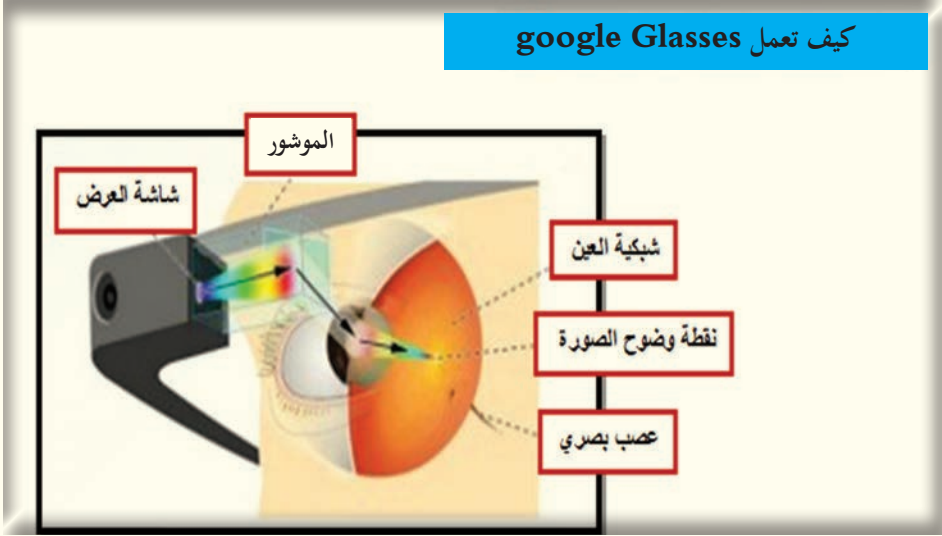 كيف تعمل google Glasses
الموشور
شاشة العرض
شبكية العين
نقطة وضوح الصورة
عصب بصري